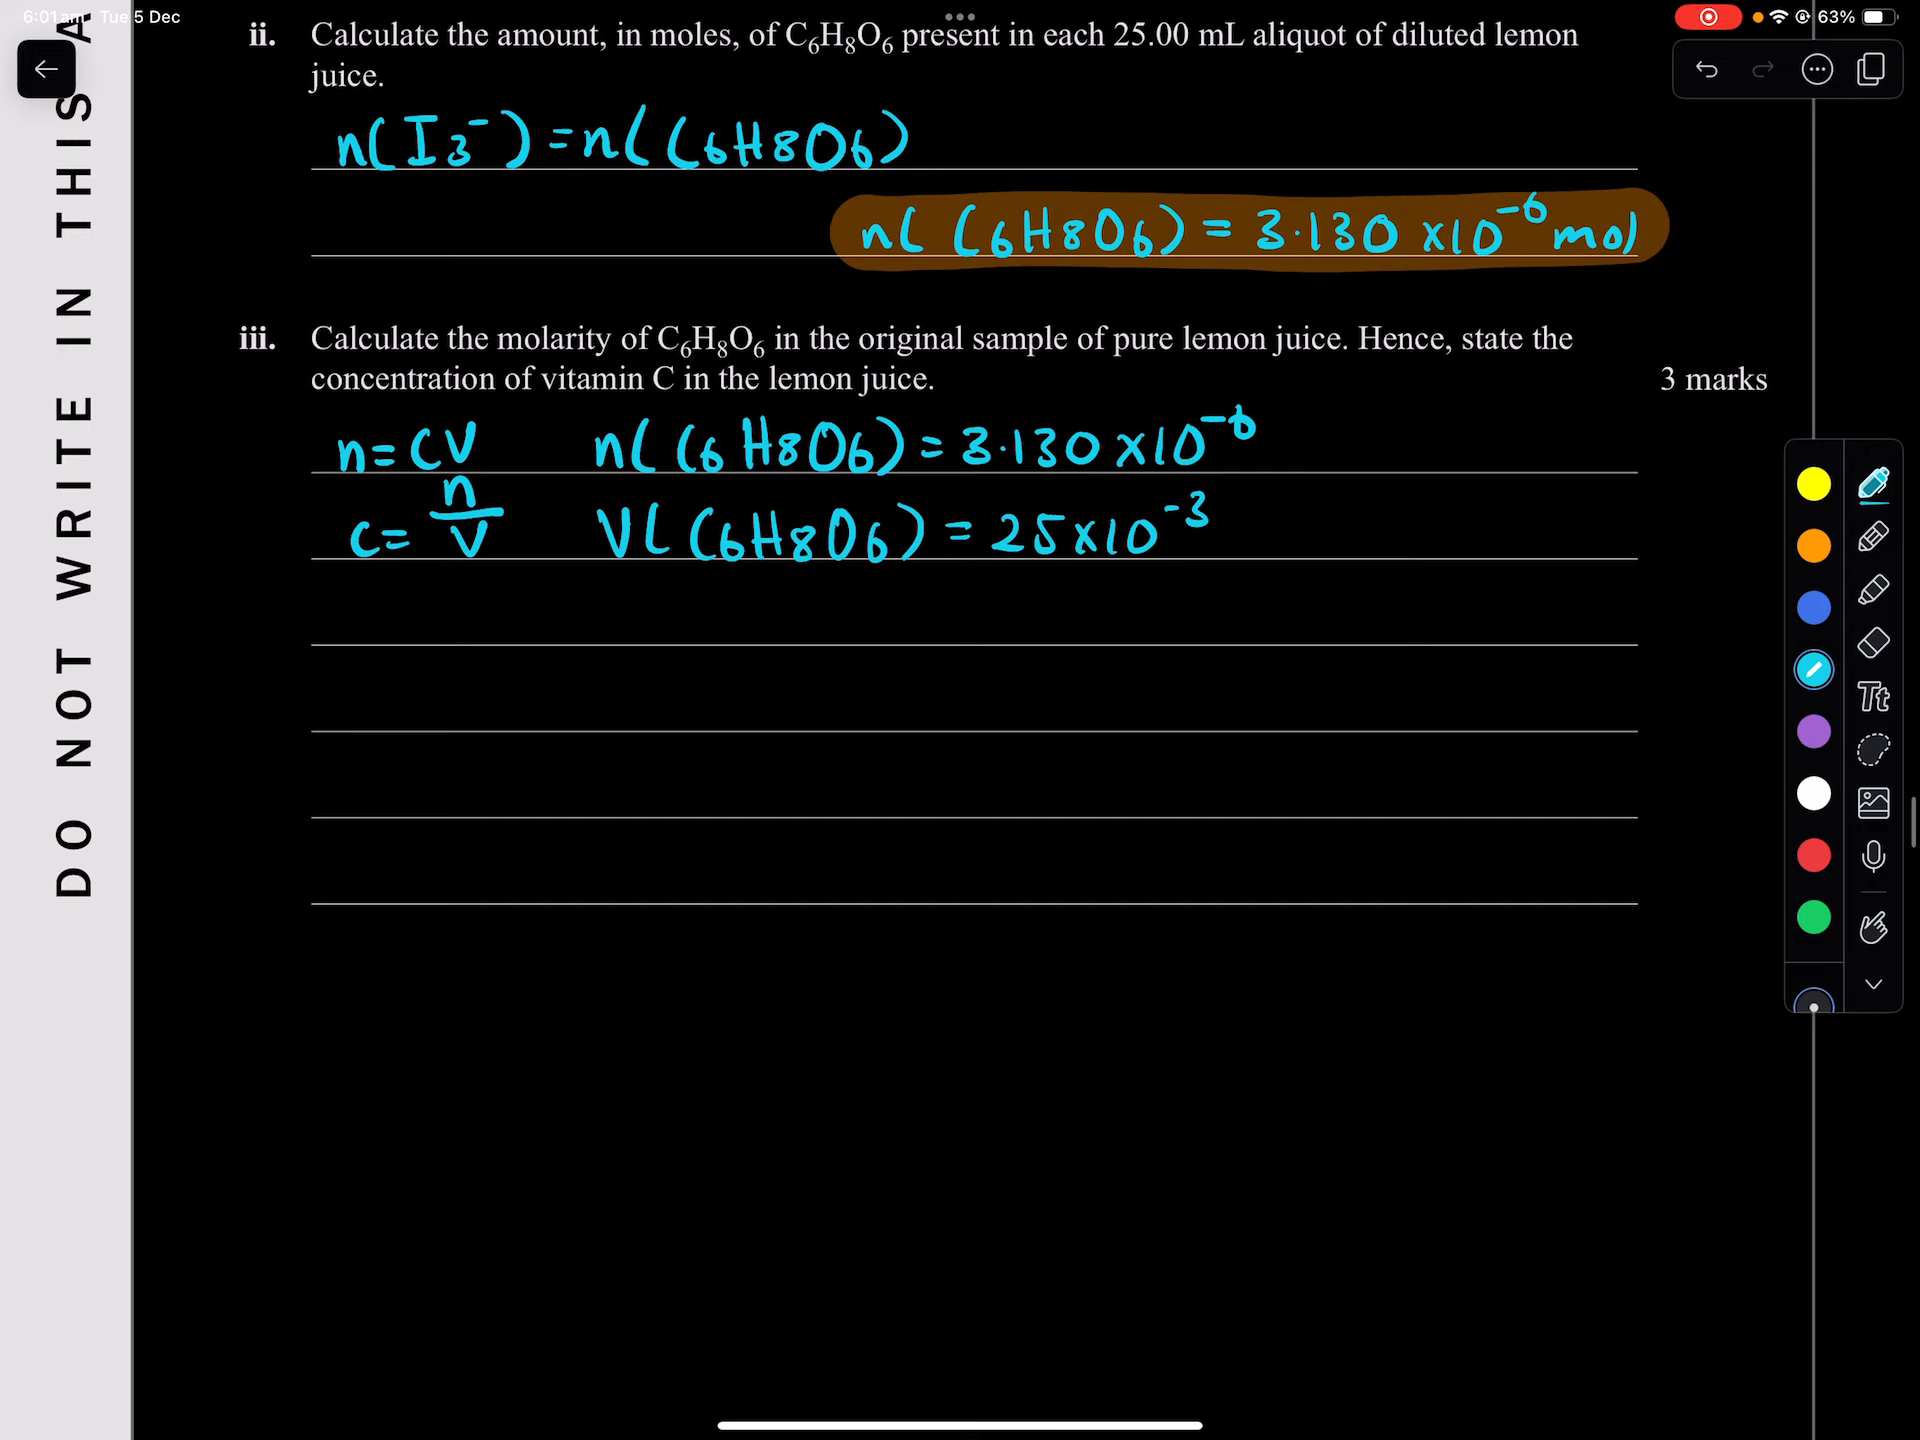 6:01am Tue 5 Dec
63%
ii. Calculate the amount, in moles, of C₆H₈O₆ present in each 25.00 mL aliquot of diluted lemon
juice.
n(I3⁻) = n(C6H8O6)
n(C6H8O6) = 3.130 x10⁻⁶ mol
iii. Calculate the molarity of C₆H₈O₆ in the original sample of pure lemon juice. Hence, state the
concentration of vitamin C in the lemon juice.
3 marks
n = CV n(C6H8O6) = 3.130 x10⁻⁶
c = n/V V(C6H8O6) = 25 x10⁻³
DO NOT WRITE IN THIS A
Tt